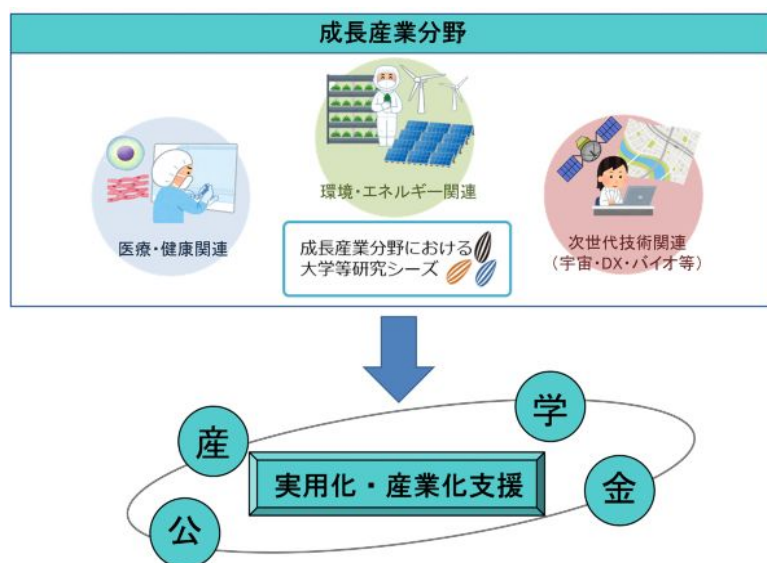 成長産業分野
環境・エネルギー関連
医療・健康関連
次世代技術関連
（宇宙・DX・バイオ等）
成長産業分野における
大学等研究シーズ
学
産
実用化・産業化支援
金
公